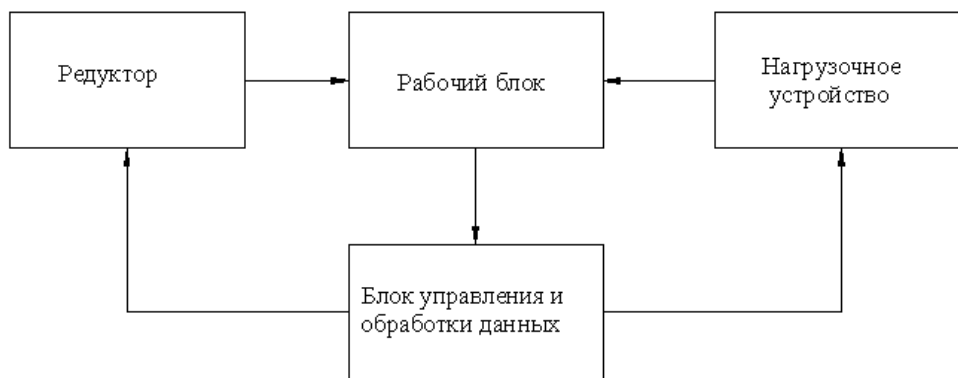 Редуктор
Рабочий блок
Нагрузочное
устройство
Блок управления и
обработки данных